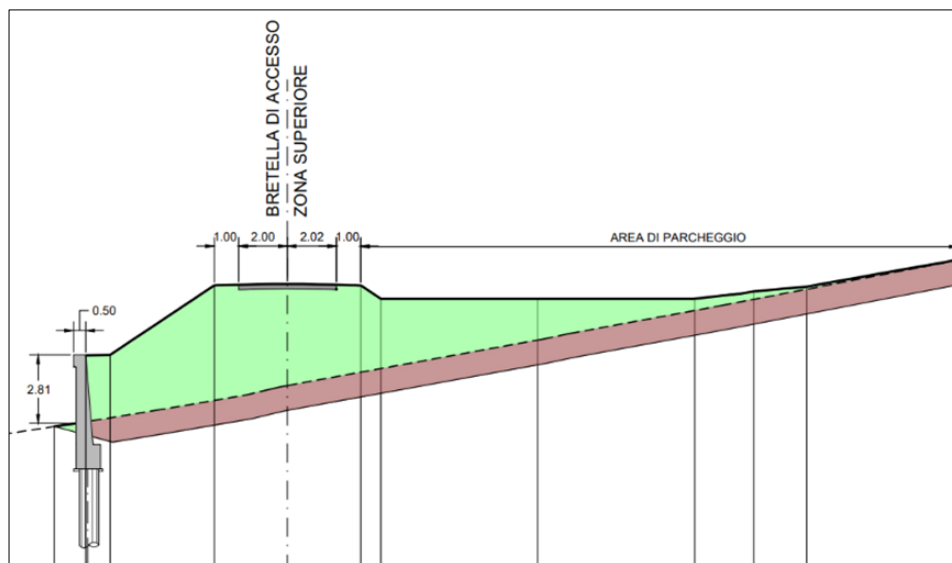 BRETELLA DI ACCESSO
ZONA SUPERIORE
1.00
2.00
2.02
1.00
AREA DI PARCHEGGIO
0.50
2.81